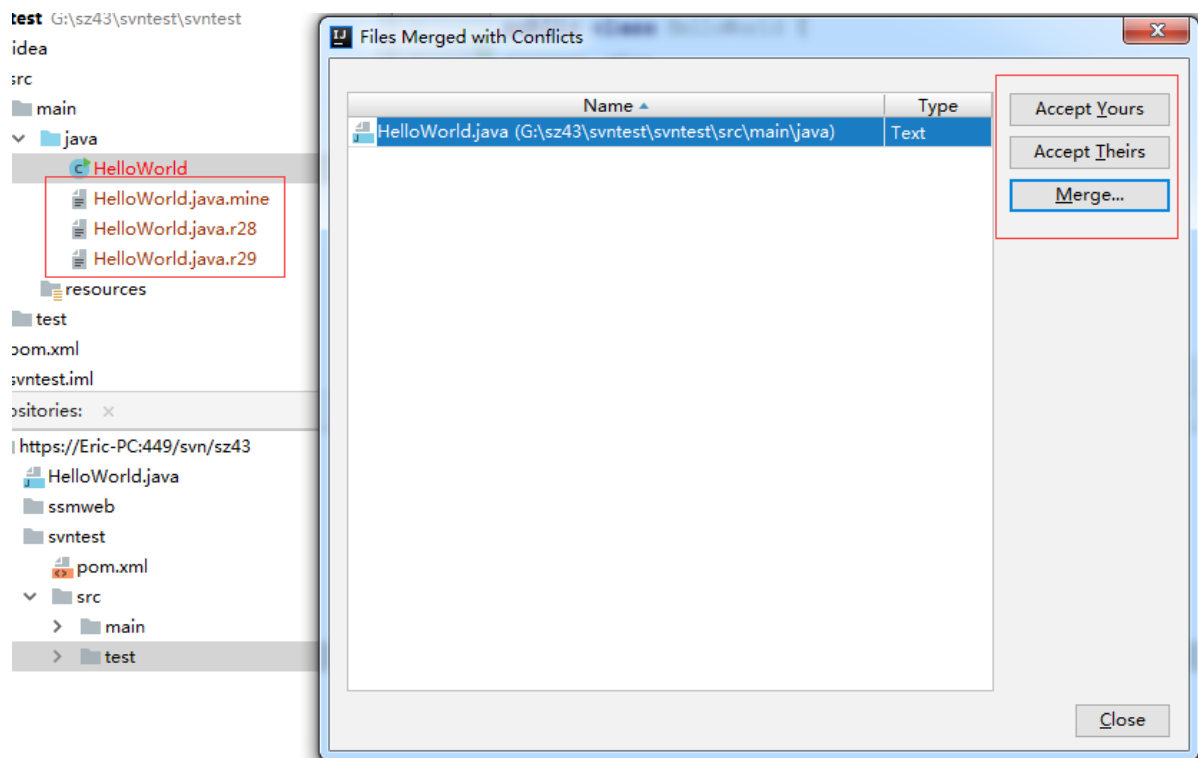 test G:\sz43\svntest\svntest
idea
src
main
java
HelloWorld
HelloWorld.java.mine
HelloWorld.java.r28
HelloWorld.java.r29
resources
test
pom.xml
svntest.iml
ositories:
https://Eric-PC:449/svn/sz43
HelloWorld.java
ssmweb
svntest
pom.xml
src
main
test
Files Merged with Conflicts
Name Type
HelloWorld.java (G:\sz43\svntest\svntest\src\main\java) Text
Accept Yours
Accept Theirs
Merge...
Close